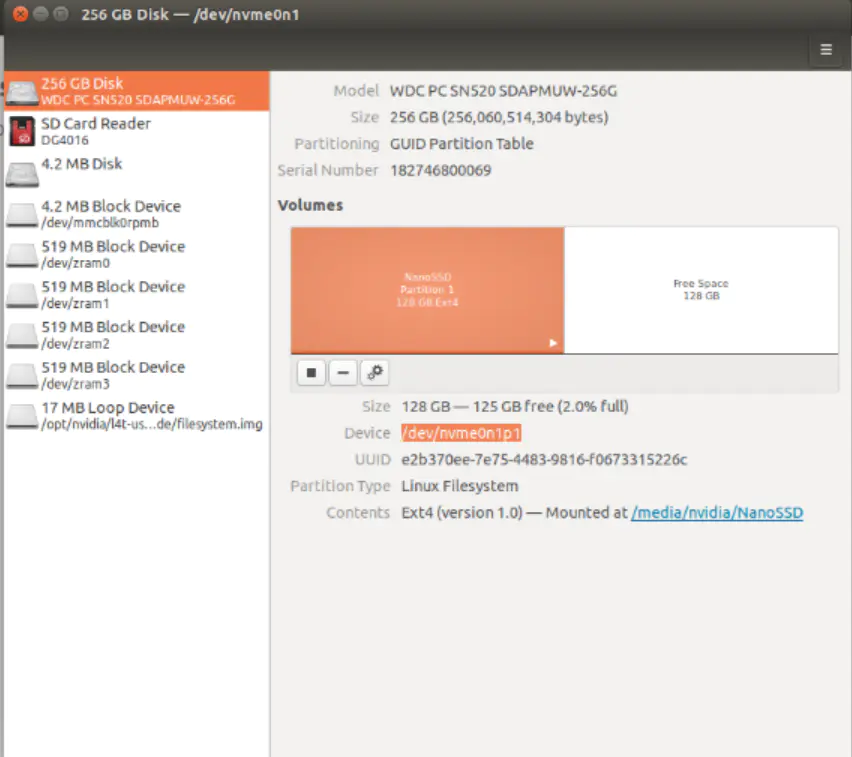 256 GB Disk — /dev/nvme0n1
256 GB Disk
WDC PC SN520 SDAPMUW-256G
SD Card Reader
DG4016
4.2 MB Disk
4.2 MB Block Device
/dev/mmcblk0rpmb
519 MB Block Device
/dev/zram0
519 MB Block Device
/dev/zram1
519 MB Block Device
/dev/zram2
519 MB Block Device
/dev/zram3
17 MB Loop Device
/opt/nvidia/l4t-us...de/filesystem.img
Model WDC PC SN520 SDAPMUW-256G
Size 256 GB (256,060,514,304 bytes)
Partitioning GUID Partition Table
Serial Number 182746800069
Volumes
NanoSSD
Partition 1
128 GB Ext4
Free Space
128 GB
Size 128 GB — 125 GB free (2.0% full)
Device /dev/nvme0n1p1
UUID e2b370ee-7e75-4483-9816-f0673315226c
Partition Type Linux Filesystem
Contents Ext4 (version 1.0) — Mounted at /media/nvidia/NanoSSD